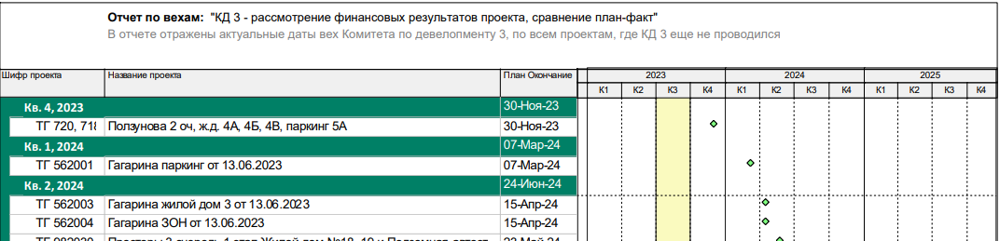 Отчет по вехам: "КД 3 - рассмотрение финансовых результатов проекта, сравнение план-факт"
В отчете отражены актуальные даты вех Комитета по девелопменту 3, по всем проектам, где КД 3 еще не проводился
Шифр проекта Название проекта План Окончание 2023 2024 2025
К1 К2 К3 К4 К1 К2 К3 К4 К1 К2 К3 К4
Кв. 4, 2023 30-Ноя-23
ТГ 720, 718 Ползунова 2 оч, ж.д. 4А, 4Б, 4В, паркинг 5А 30-Ноя-23
Кв. 1, 2024 07-Мар-24
ТГ 562001 Гагарина паркинг от 13.06.2023 07-Мар-24
Кв. 2, 2024 24-Июн-24
ТГ 562003 Гагарина жилой дом 3 от 13.06.2023 15-Апр-24
ТГ 562004 Гагарина ЗОН от 13.06.2023 15-Апр-24